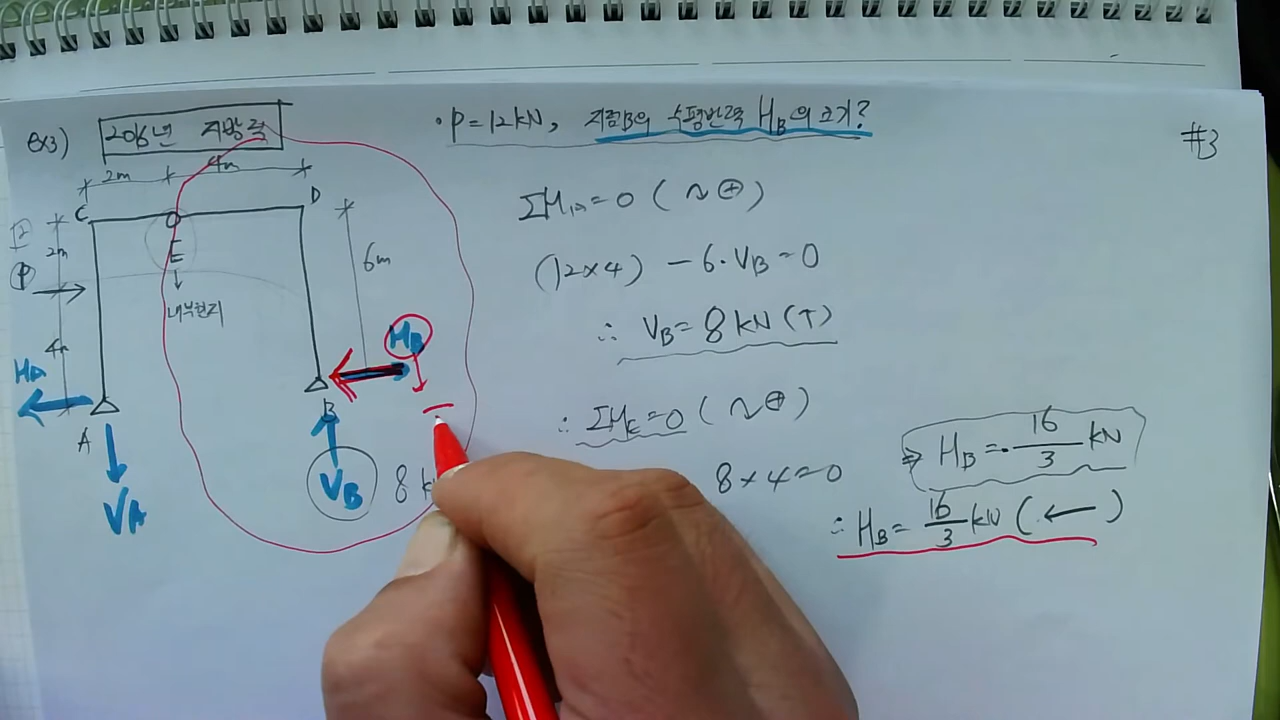 ex3) 2016년 지방직
· P=12kN, 지점B의 수평반력 H_B의 크기?
#3
2m 4m
C D
2m
E
↓
내부힌지
P
6m
4m
H_A
H_B
A B
V_A
V_B
8k
ΣM_(A)=0 (↷⊕)
(12×4) - 6·V_B=0
∴ V_B=8kN(↑)
∴ ΣM_E=0 (↷⊕)
8×4=0
⇒ H_B=-16/3 kN
∴ H_B= 16/3 kN (←)